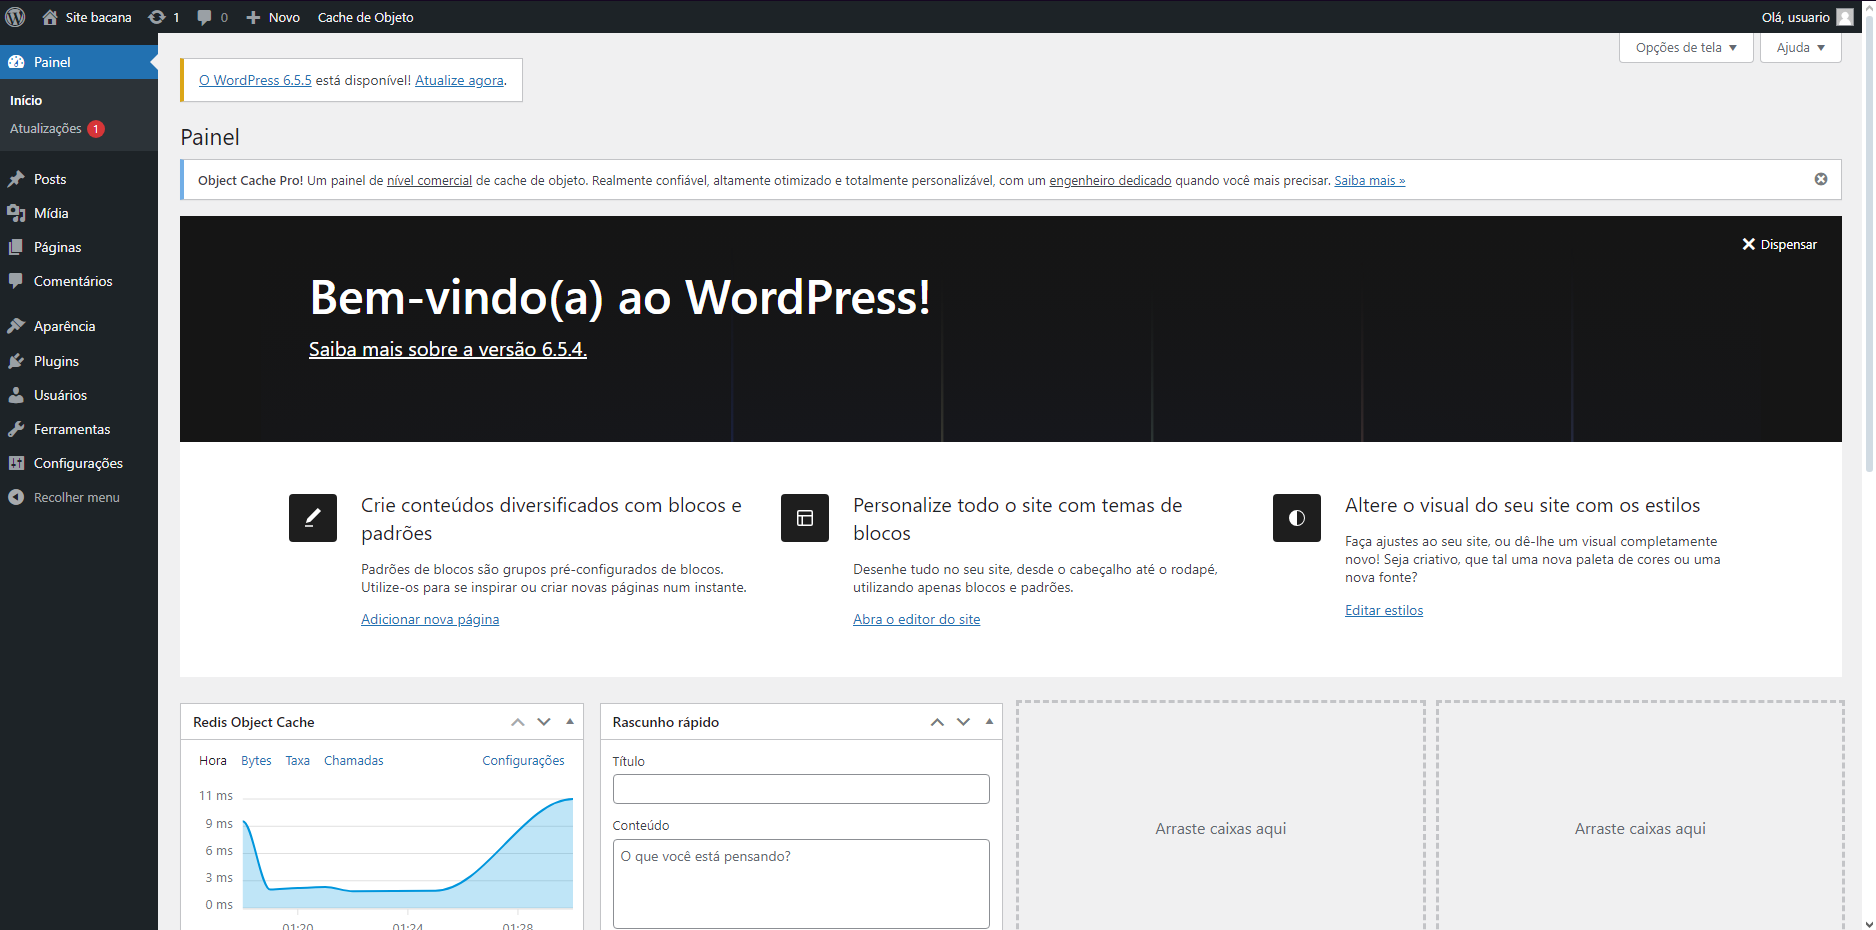 Site bacana 1 0 Novo Cache de Objeto Olá, usuario
Opções de tela Ajuda
Painel
Início
Atualizações 1
Posts
Mídia
Páginas
Comentários
Aparência
Plugins
Usuários
Ferramentas
Configurações
Recolher menu
O WordPress 6.5.5 está disponível! Atualize agora.
Painel
Object Cache Pro! Um painel de nível comercial de cache de objeto. Realmente confiável, altamente otimizado e totalmente personalizável, com um engenheiro dedicado quando você mais precisar. Saiba mais »
Dispensar
Bem-vindo(a) ao WordPress!
Saiba mais sobre a versão 6.5.4.
Crie conteúdos diversificados com blocos e
padrões
Padrões de blocos são grupos pré-configurados de blocos.
Utilize-os para se inspirar ou criar novas páginas num instante.
Adicionar nova página
Personalize todo o site com temas de
blocos
Desenhe tudo no seu site, desde o cabeçalho até o rodapé,
utilizando apenas blocos e padrões.
Abra o editor do site
Altere o visual do seu site com os estilos
Faça ajustes ao seu site, ou dê-lhe um visual completamente
novo! Seja criativo, que tal uma nova paleta de cores ou uma
nova fonte?
Editar estilos
Redis Object Cache
Hora Bytes Taxa Chamadas Configurações
11 ms
9 ms
6 ms
3 ms
0 ms
01:20 01:24 01:28
Rascunho rápido
Título
Conteúdo
O que você está pensando?
Arraste caixas aqui
Arraste caixas aqui